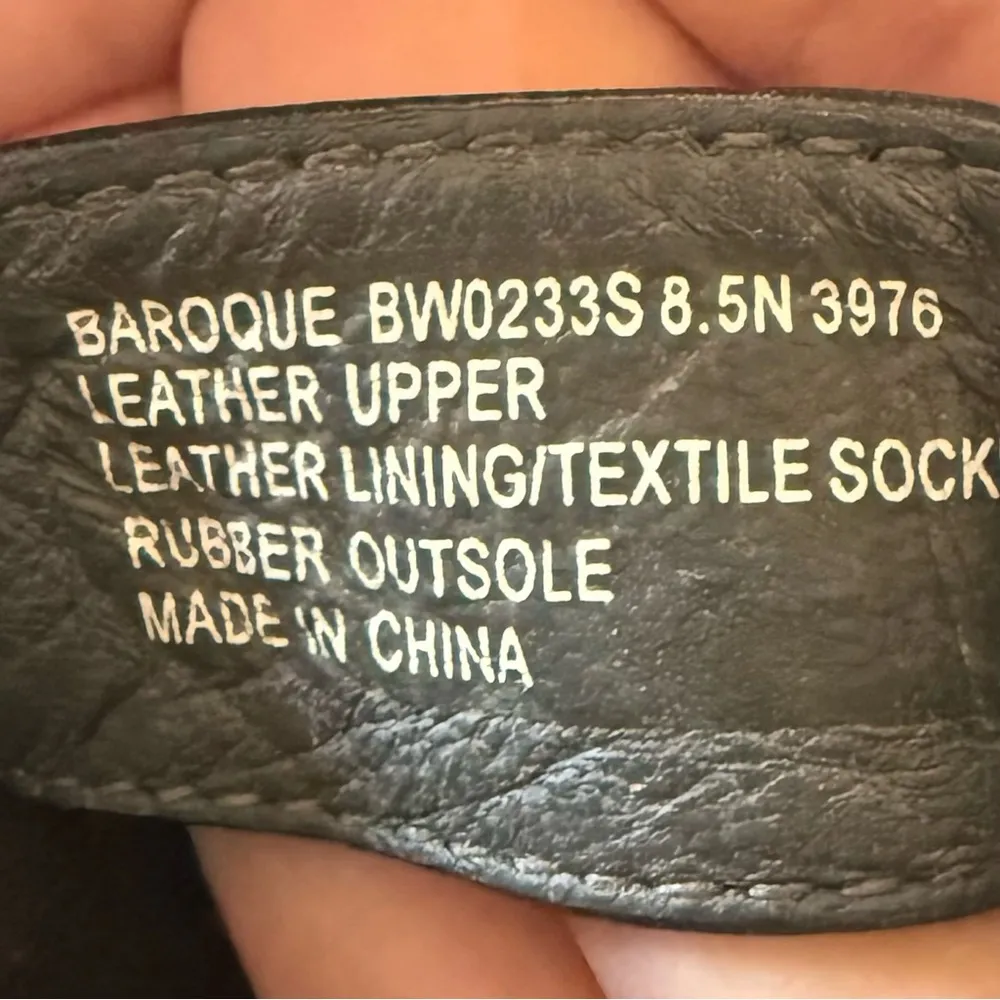 BAROQUE BW0233S 8.5N 3976
LEATHER UPPER
LEATHER LINING/TEXTILE SOCK
RUBBER OUTSOLE
MADE IN CHINA